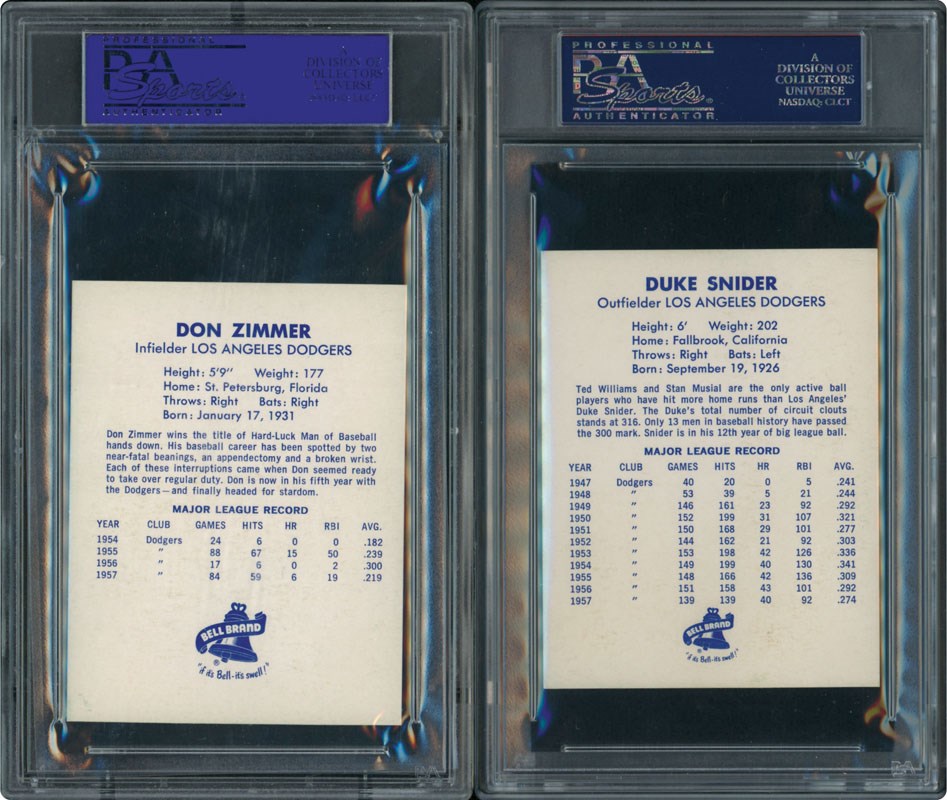 PROFESSIONAL
PSA
Sports
AUTHENTICATOR
A
DIVISION OF
COLLECTORS
UNIVERSE
DON ZIMMER
Infielder LOS ANGELES DODGERS
Height: 5'9" Weight: 177
Home: St. Petersburg, Florida
Throws: Right Bats: Right
Born: January 17, 1931
Don Zimmer wins the title of Hard-Luck Man of Baseball
hands down. His baseball career has been spotted by two
near-fatal beanings, an appendectomy and a broken wrist.
Each of these interruptions came when Don seemed ready
to take over regular duty. Don is now in his fifth year with
the Dodgers—and finally headed for stardom.
MAJOR LEAGUE RECORD
YEAR CLUB GAMES HITS HR RBI AVG.
1954 Dodgers 24 6 0 0 .182
1955 " 88 67 15 50 .239
1956 " 17 6 0 2 .300
1957 " 84 59 6 19 .219
BELL BRAND
®
"if it's Bell-it's swell!"
PROFESSIONAL
PSA
Sports®
AUTHENTICATOR
A
DIVISION OF
COLLECTORS
UNIVERSE
NASDAQ: CLCT
DUKE SNIDER
Outfielder LOS ANGELES DODGERS
Height: 6' Weight: 202
Home: Fallbrook, California
Throws: Right Bats: Left
Born: September 19, 1926
Ted Williams and Stan Musial are the only active ball
players who have hit more home runs than Los Angeles'
Duke Snider. The Duke's total number of circuit clouts
stands at 316. Only 13 men in baseball history have passed
the 300 mark. Snider is in his 12th year of big league ball.
MAJOR LEAGUE RECORD
YEAR CLUB GAMES HITS HR RBI AVG.
1947 Dodgers 40 20 0 5 .241
1948 " 53 39 5 21 .244
1949 " 146 161 23 92 .292
1950 " 152 199 31 107 .321
1951 " 150 168 29 101 .277
1952 " 144 162 21 92 .303
1953 " 153 198 42 126 .336
1954 " 149 199 40 130 .341
1955 " 148 166 42 136 .309
1956 " 151 158 43 101 .292
1957 " 139 139 40 92 .274
BELL BRAND
®
"if it's Bell-it's swell!"